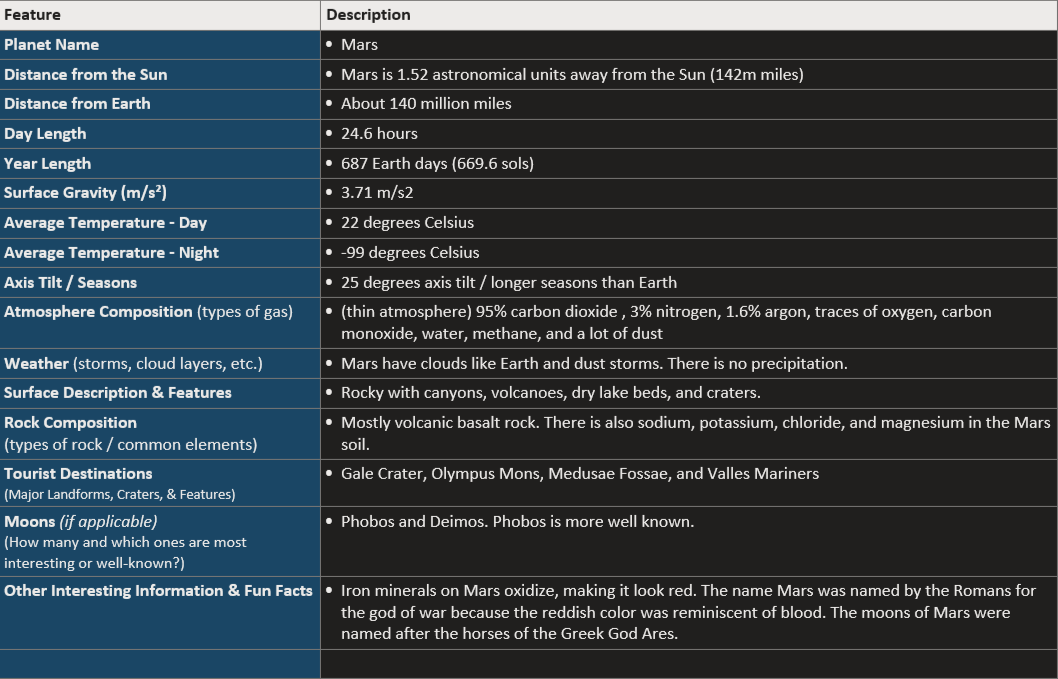 Feature Description
Planet Name • Mars
Distance from the Sun • Mars is 1.52 astronomical units away from the Sun (142m miles)
Distance from Earth • About 140 million miles
Day Length • 24.6 hours
Year Length • 687 Earth days (669.6 sols)
Surface Gravity (m/s²) • 3.71 m/s2
Average Temperature - Day • 22 degrees Celsius
Average Temperature - Night • -99 degrees Celsius
Axis Tilt / Seasons • 25 degrees axis tilt / longer seasons than Earth
Atmosphere Composition (types of gas) • (thin atmosphere) 95% carbon dioxide , 3% nitrogen, 1.6% argon, traces of oxygen, carbon
monoxide, water, methane, and a lot of dust
Weather (storms, cloud layers, etc.) • Mars have clouds like Earth and dust storms. There is no precipitation.
Surface Description & Features • Rocky with canyons, volcanoes, dry lake beds, and craters.
Rock Composition • Mostly volcanic basalt rock. There is also sodium, potassium, chloride, and magnesium in the Mars
(types of rock / common elements) soil.
Tourist Destinations • Gale Crater, Olympus Mons, Medusae Fossae, and Valles Mariners
(Major Landforms, Craters, & Features)
Moons (if applicable) • Phobos and Deimos. Phobos is more well known.
(How many and which ones are most
interesting or well-known?)
Other Interesting Information & Fun Facts • Iron minerals on Mars oxidize, making it look red. The name Mars was named by the Romans for
the god of war because the reddish color was reminiscent of blood. The moons of Mars were
named after the horses of the Greek God Ares.